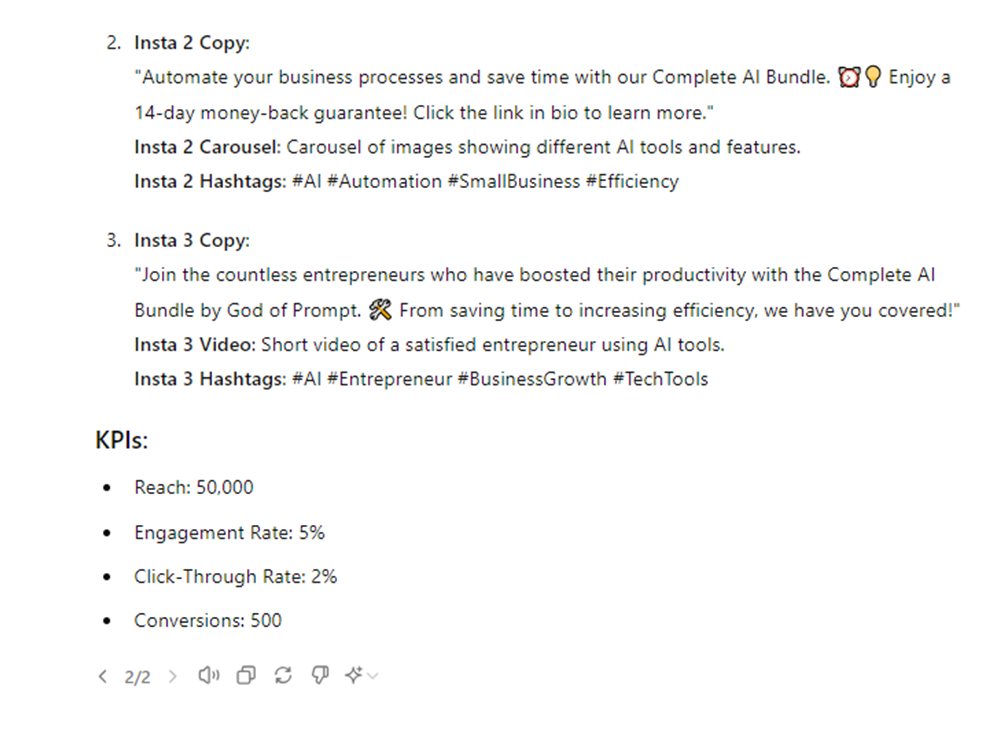 2. Insta 2 Copy:
"Automate your business processes and save time with our Complete AI Bundle. ⏰💡 Enjoy a
14-day money-back guarantee! Click the link in bio to learn more."
Insta 2 Carousel: Carousel of images showing different AI tools and features.
Insta 2 Hashtags: #AI #Automation #SmallBusiness #Efficiency
3. Insta 3 Copy:
"Join the countless entrepreneurs who have boosted their productivity with the Complete AI
Bundle by God of Prompt. 🛠️ From saving time to increasing efficiency, we have you covered!"
Insta 3 Video: Short video of a satisfied entrepreneur using AI tools.
Insta 3 Hashtags: #AI #Entrepreneur #BusinessGrowth #TechTools
KPIs:
• Reach: 50,000
• Engagement Rate: 5%
• Click-Through Rate: 2%
• Conversions: 500
2/2